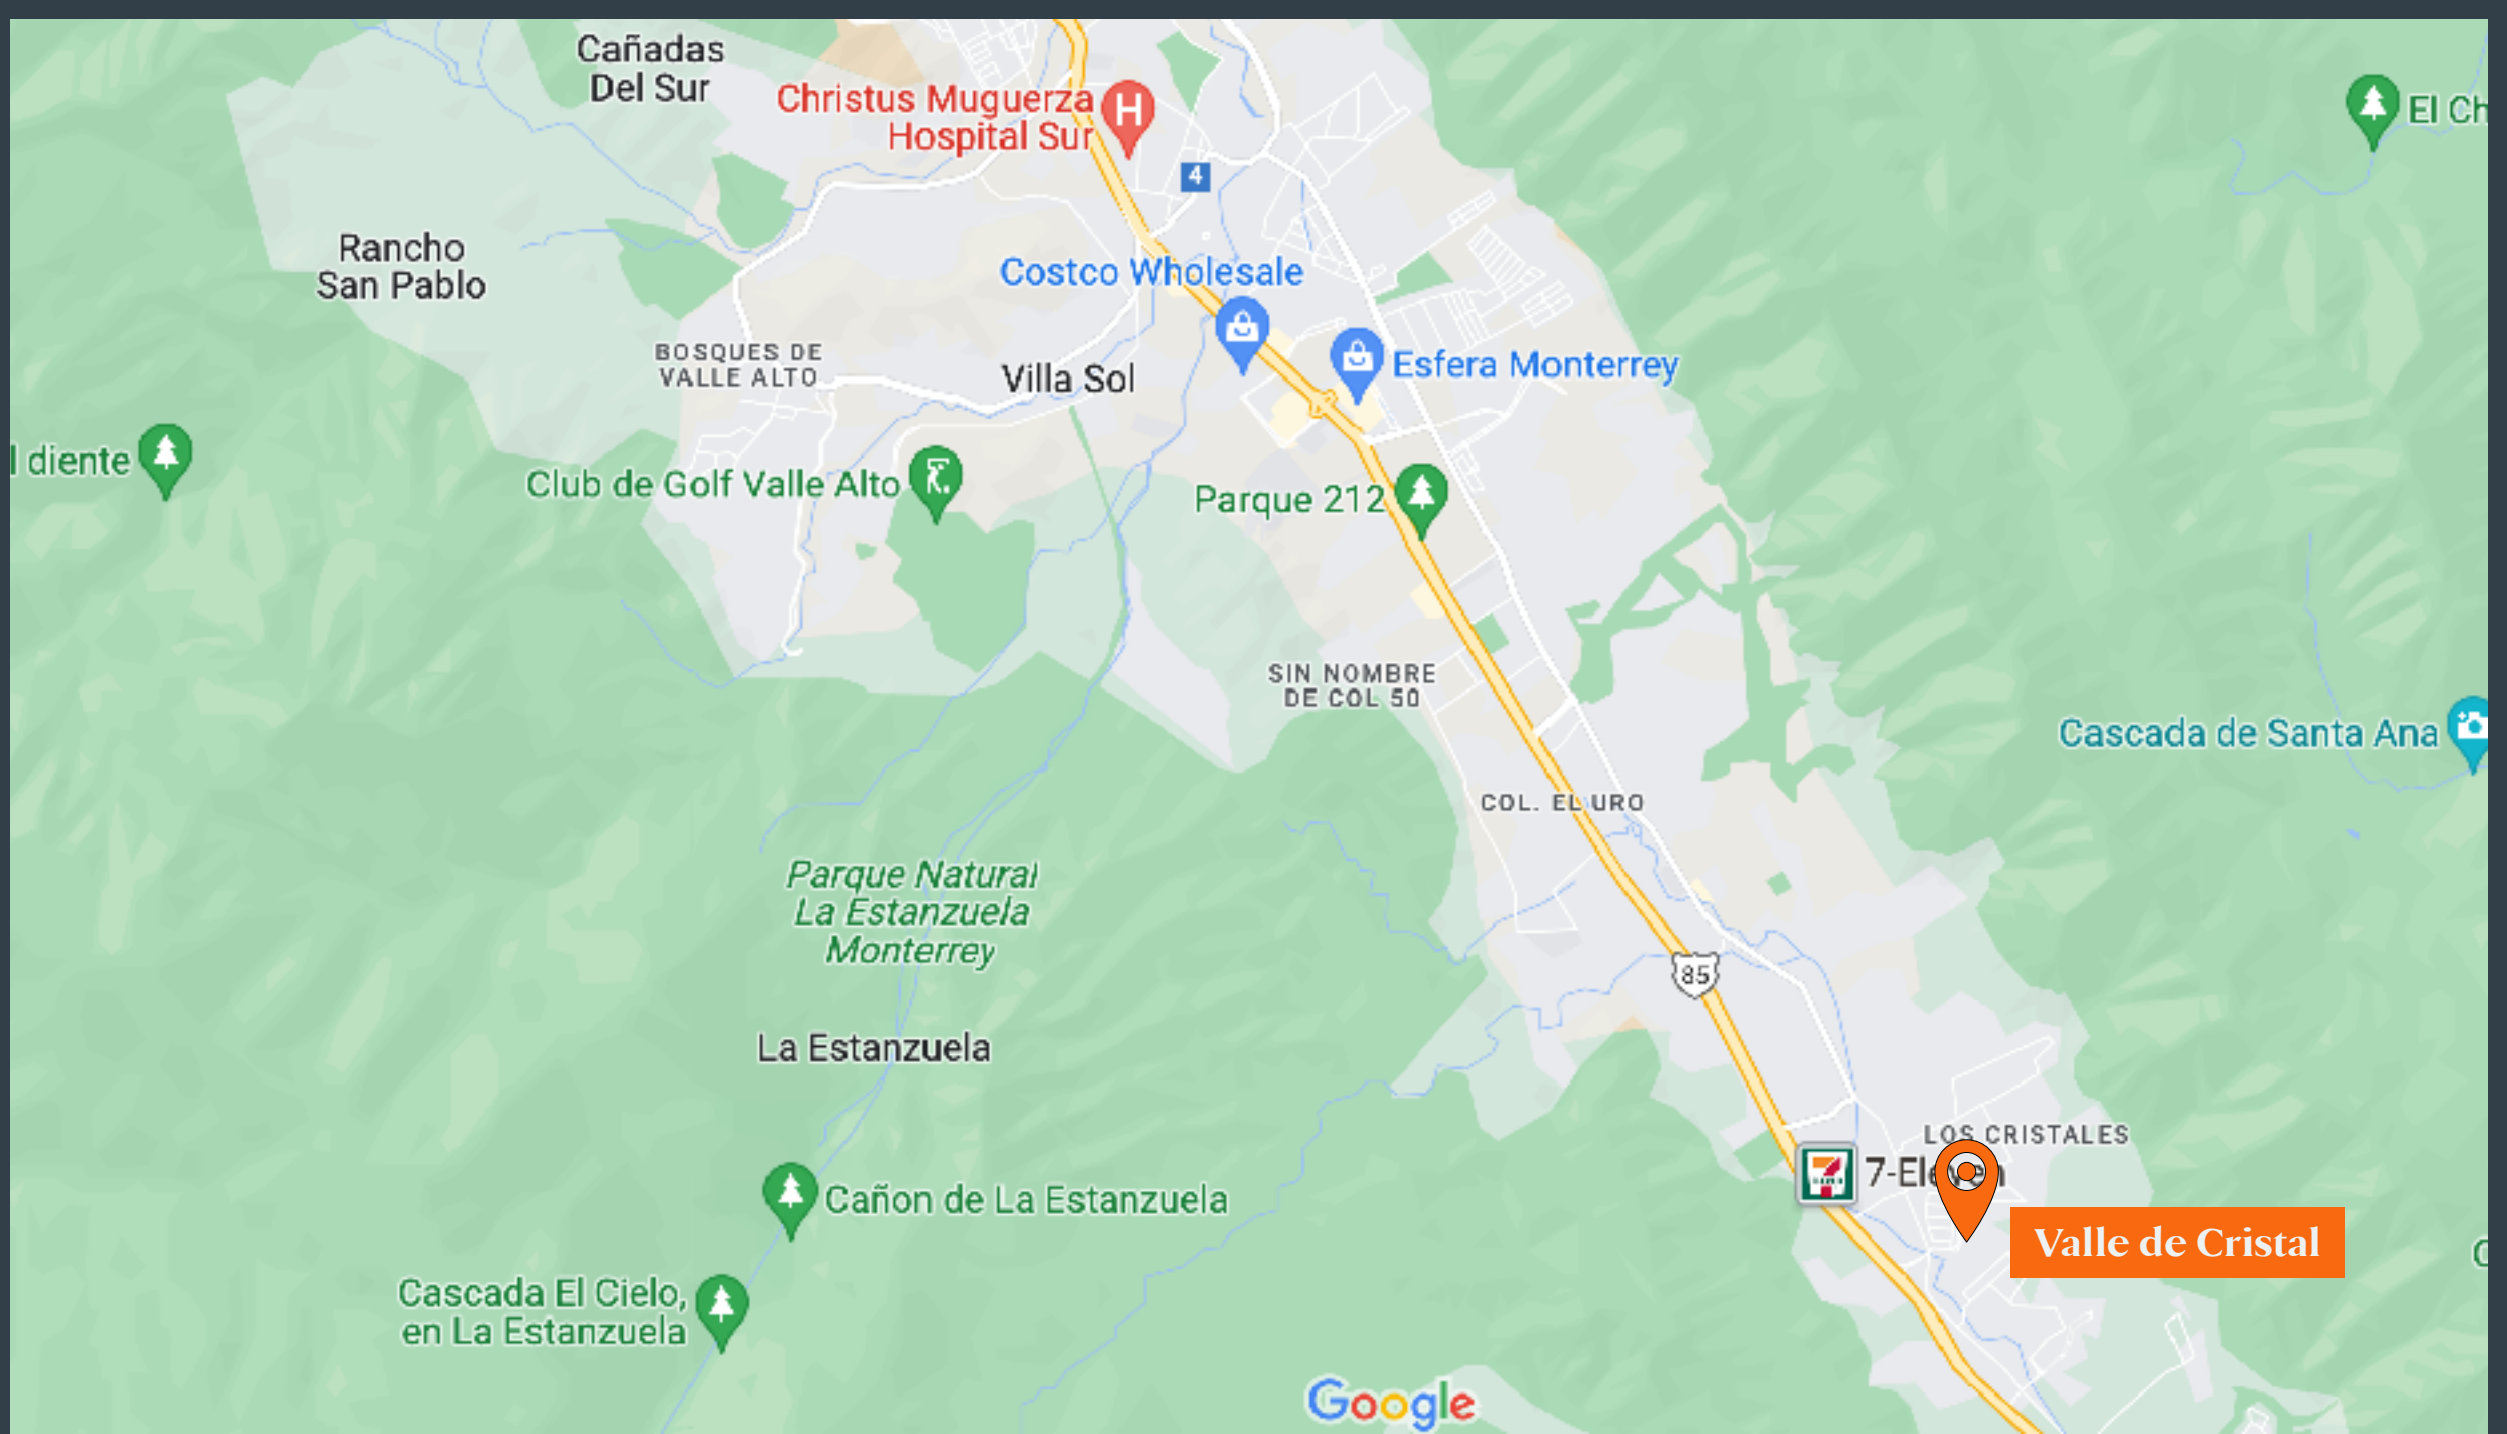 Cañadas
Del Sur
Christus Muguerza
Hospital Sur
H
4
El Ch
Rancho
San Pablo
Costco Wholesale
BOSQUES DE
VALLE ALTO
Villa Sol
Esfera Monterrey
l diente
Club de Golf Valle Alto
Parque 212
SIN NOMBRE
DE COL 50
Cascada de Santa Ana
COL. EL URO
Parque Natural
La Estanzuela
Monterrey
85
La Estanzuela
LOS CRISTALES
7-Eleven
Cañon de La Estanzuela
Valle de Cristal
Cascada El Cielo,
en La Estanzuela
Google